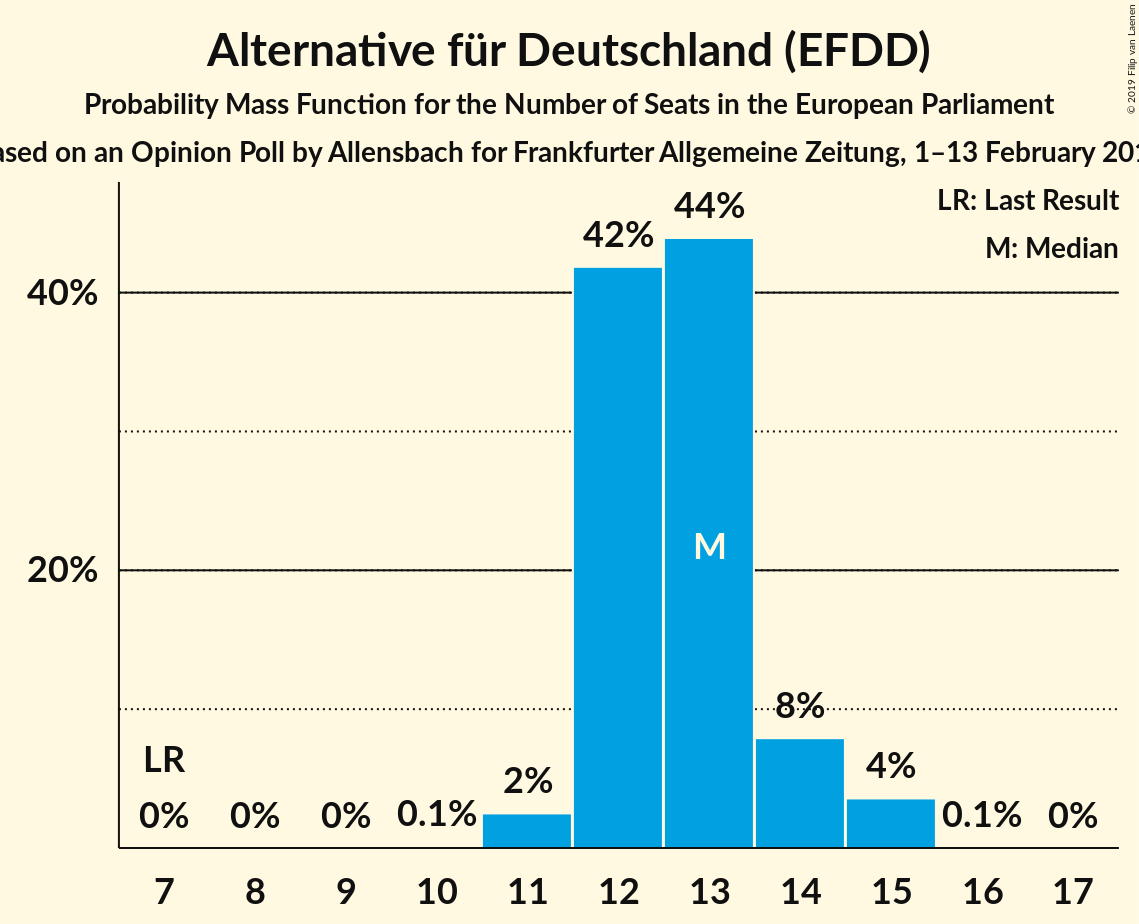 Alternative für Deutschland (EFDD)
Probability Mass Function for the Number of Seats in the European Parliament
on an Opinion Poll by Allensbach for Frankfurter Allgemeine Zeitung, 1–13 February
© 2019 Filip van Laenen
LR: Last Result
M: Median
44%
42%
40%
M
20%
8%
LR
4%
2%
0% 0% 0% 0.1% 0.1% 0%
7 8 9 10 11 12 13 14 15 16 17